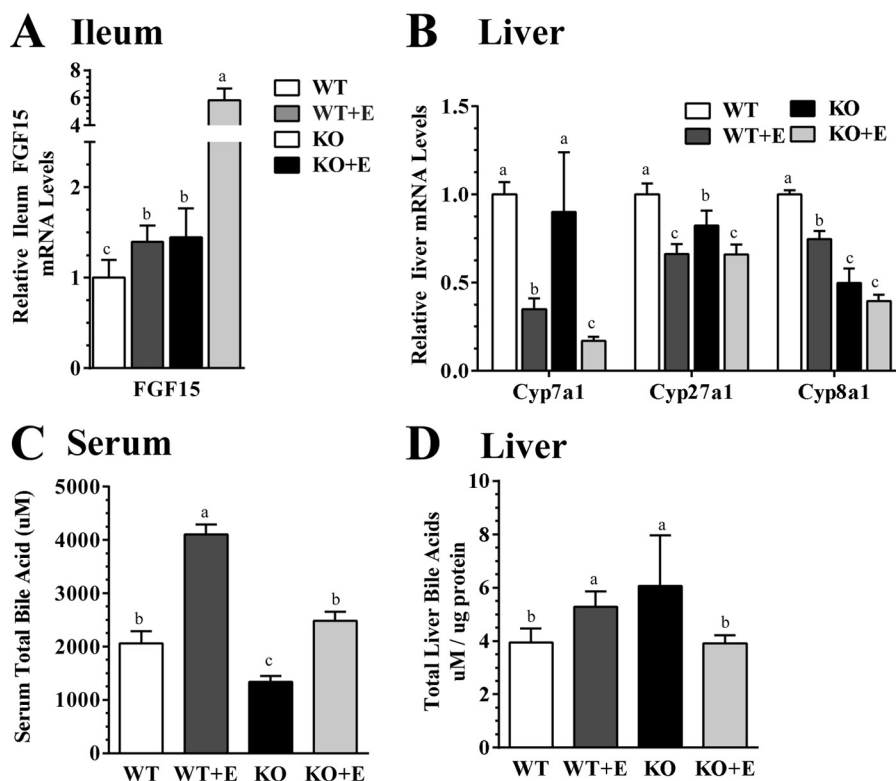 A Ileum
a
b
b
c
6
4
2
1
0
Relative Ileum FGF15
mRNA Levels
FGF15
WT
WT+E
KO
KO+E
B Liver
WT
KO
WT+E
KO+E
1.5
1.0
0.5
0.0
Relative liver mRNA Levels
a
b
a
c
a
c
b
c
a
b
c
c
Cyp7a1 Cyp27a1 Cyp8a1
C Serum
5000
4000
3000
2000
1000
0
Serum Total Bile Acid (uM)
b
a
c
b
WT WT+E KO KO+E
D Liver
10
8
6
4
2
0
Total Liver Bile Acids
uM / ug protein
b
a
a
b
WT WT+E KO KO+E